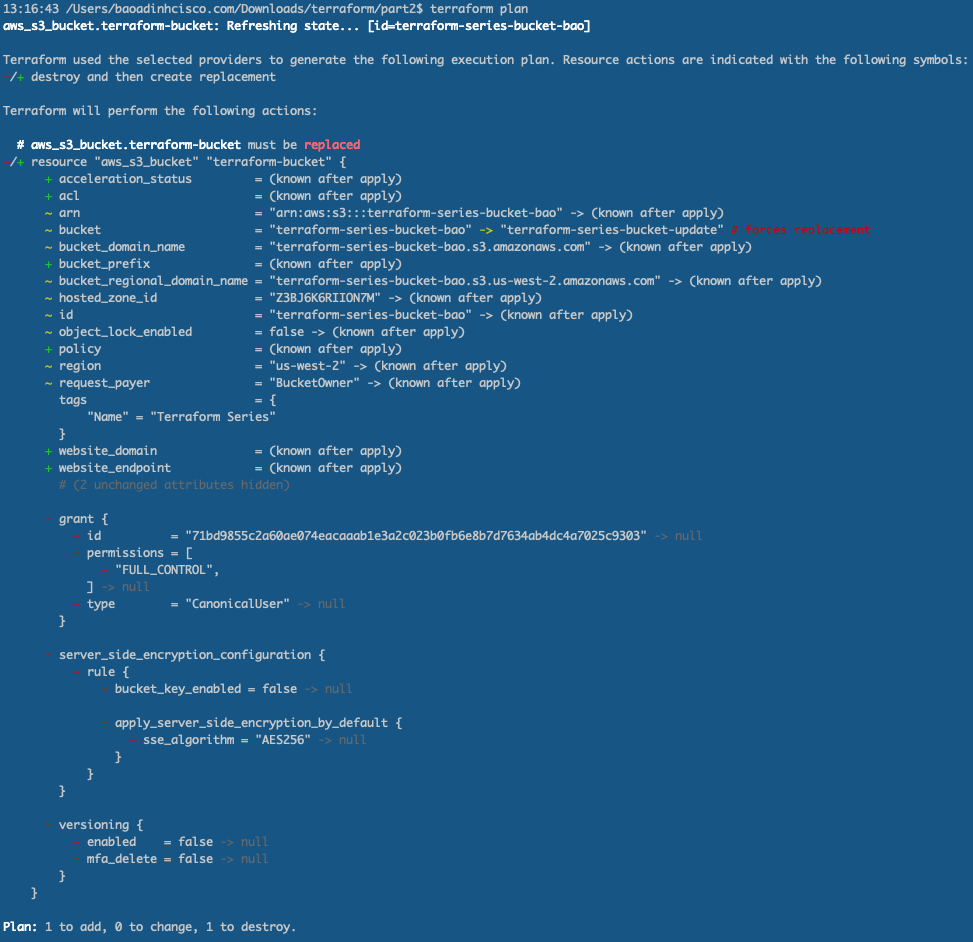 13:16:43 /Users/baoadinhcisco.com/Downloads/terraform/part2$ terraform plan
aws_s3_bucket.terraform-bucket: Refreshing state... [id=terraform-series-bucket-bao]
Terraform used the selected providers to generate the following execution plan. Resource actions are indicated with the following symbols:
-/+ destroy and then create replacement
Terraform will perform the following actions:
# aws_s3_bucket.terraform-bucket must be replaced
-/+ resource "aws_s3_bucket" "terraform-bucket" {
+ acceleration_status = (known after apply)
+ acl = (known after apply)
~ arn = "arn:aws:s3:::terraform-series-bucket-bao" -> (known after apply)
~ bucket = "terraform-series-bucket-bao" -> "terraform-series-bucket-update" # forces replacement
~ bucket_domain_name = "terraform-series-bucket-bao.s3.amazonaws.com" -> (known after apply)
+ bucket_prefix = (known after apply)
~ bucket_regional_domain_name = "terraform-series-bucket-bao.s3.us-west-2.amazonaws.com" -> (known after apply)
~ hosted_zone_id = "Z3BJ6K6RIION7M" -> (known after apply)
~ id = "terraform-series-bucket-bao" -> (known after apply)
~ object_lock_enabled = false -> (known after apply)
+ policy = (known after apply)
~ region = "us-west-2" -> (known after apply)
~ request_payer = "BucketOwner" -> (known after apply)
tags = {
"Name" = "Terraform Series"
}
+ website_domain = (known after apply)
+ website_endpoint = (known after apply)
# (2 unchanged attributes hidden)
- grant {
- id = "71bd9855c2a60ae074eacaaab1e3a2c023b0fb6e8b7d7634ab4dc4a7025c9303" -> null
- permissions = [
- "FULL_CONTROL",
] -> null
- type = "CanonicalUser" -> null
}
- server_side_encryption_configuration {
- rule {
- bucket_key_enabled = false -> null
- apply_server_side_encryption_by_default {
- sse_algorithm = "AES256" -> null
}
}
}
- versioning {
- enabled = false -> null
- mfa_delete = false -> null
}
}
Plan: 1 to add, 0 to change, 1 to destroy.